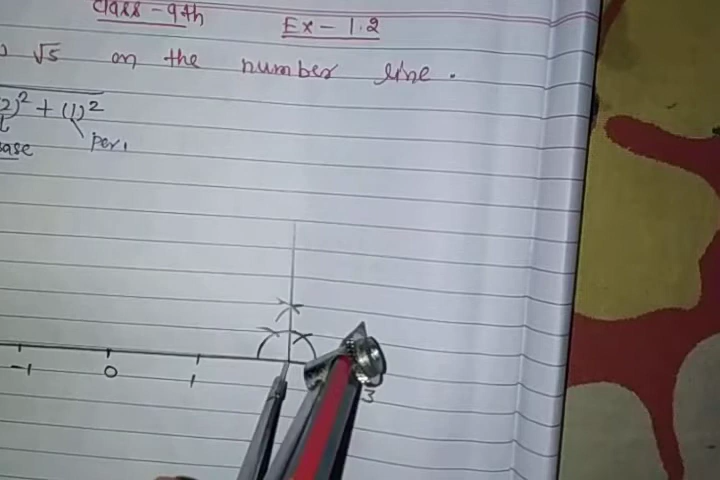 Class - 9th Ex - 1.2
√5 on the number line.
2)² + (1)²
per.
-1 0 1 3